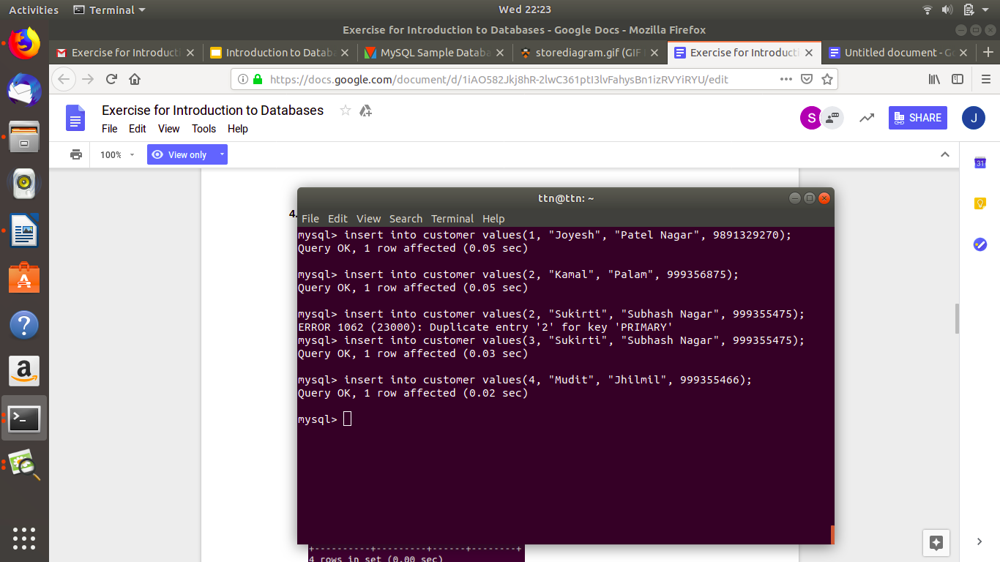 Activities
Terminal
Wed 22:23
Exercise for Introduction to Databases - Google Docs - Mozilla Firefox
Exercise for Introducti
Introduction to Databa
MySQL Sample Databa
storediagram.gif (GIF
Exercise for Introducti
Untitled document - Go
https://docs.google.com/document/d/1iAO582Jkj8hR-2lwC361ptI3lvFahysBn1izRVYiRYU/edit
Exercise for Introduction to Databases
S
SHARE
J
File Edit View Tools Help
100%
View only
31
4.
ttn@ttn: ~
File Edit View Search Terminal Help
mysql> insert into customer values(1, "Joyesh", "Patel Nagar", 9891329270);
Query OK, 1 row affected (0.05 sec)
mysql> insert into customer values(2, "Kamal", "Palam", 999356875);
Query OK, 1 row affected (0.05 sec)
mysql> insert into customer values(2, "Sukirti", "Subhash Nagar", 999355475);
ERROR 1062 (23000): Duplicate entry '2' for key 'PRIMARY'
mysql> insert into customer values(3, "Sukirti", "Subhash Nagar", 999355475);
Query OK, 1 row affected (0.03 sec)
mysql> insert into customer values(4, "Mudit", "Jhilmil", 999355466);
Query OK, 1 row affected (0.02 sec)
mysql>
+----------+---------+------+--------+
4 rows in set (0.00 sec)